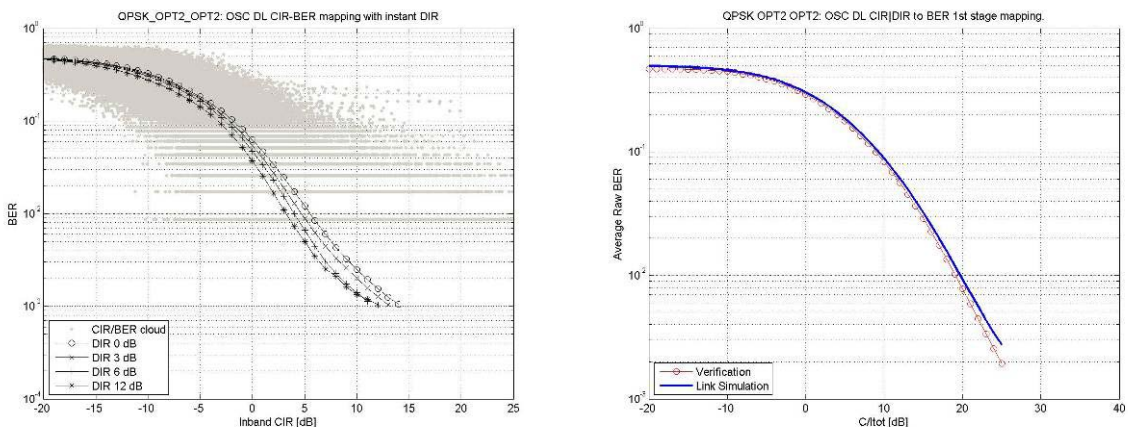 QPSK_OPT2_OPT2: OSC DL CIR-BER mapping with instant DIR
10^0
10^-1
10^-2
10^-3
10^-4
BER
CIR/BER cloud
DIR 0 dB
DIR 3 dB
DIR 6 dB
DIR 12 dB
-20 -15 -10 -5 0 5 10 15 20 25
Inband CIR [dB]
QPSK OPT2 OPT2: OSC DL CIR|DIR to BER 1st stage mapping.
10^0
10^-1
10^-2
10^-3
Average Raw BER
Verification
Link Simulation
-20 -10 0 10 20 30 40
C/Itot [dB]